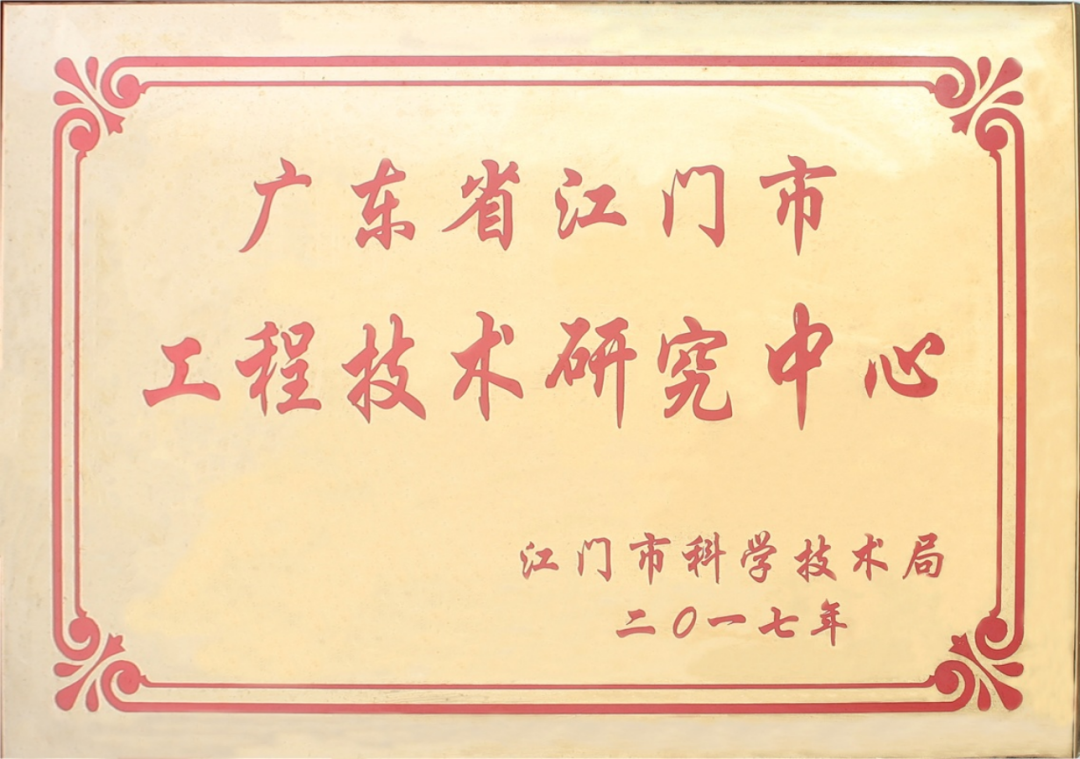 广东省江门市
工程技术研究中心
江门市科学技术局
二〇一七年